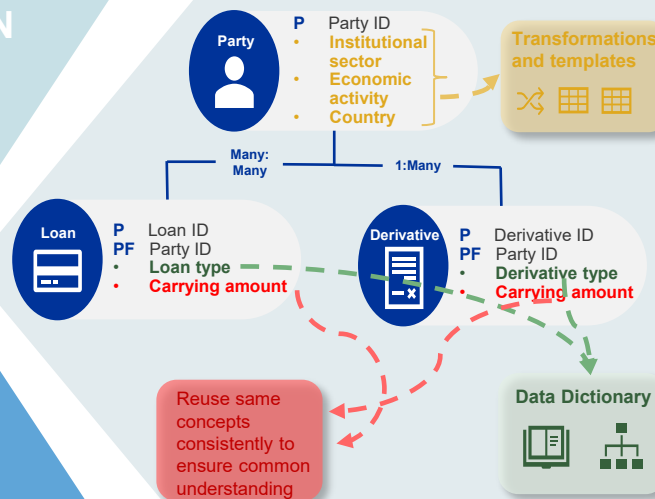 N
Party
P Party ID
• Institutional
sector
• Economic
activity
• Country
Transformations
and templates
Many:
Many
1:Many
Loan
P Loan ID
PF Party ID
• Loan type
• Carrying amount
Derivative
P Derivative ID
PF Party ID
• Derivative type
• Carrying amount
Reuse same
concepts
consistently to
ensure common
understanding
Data Dictionary